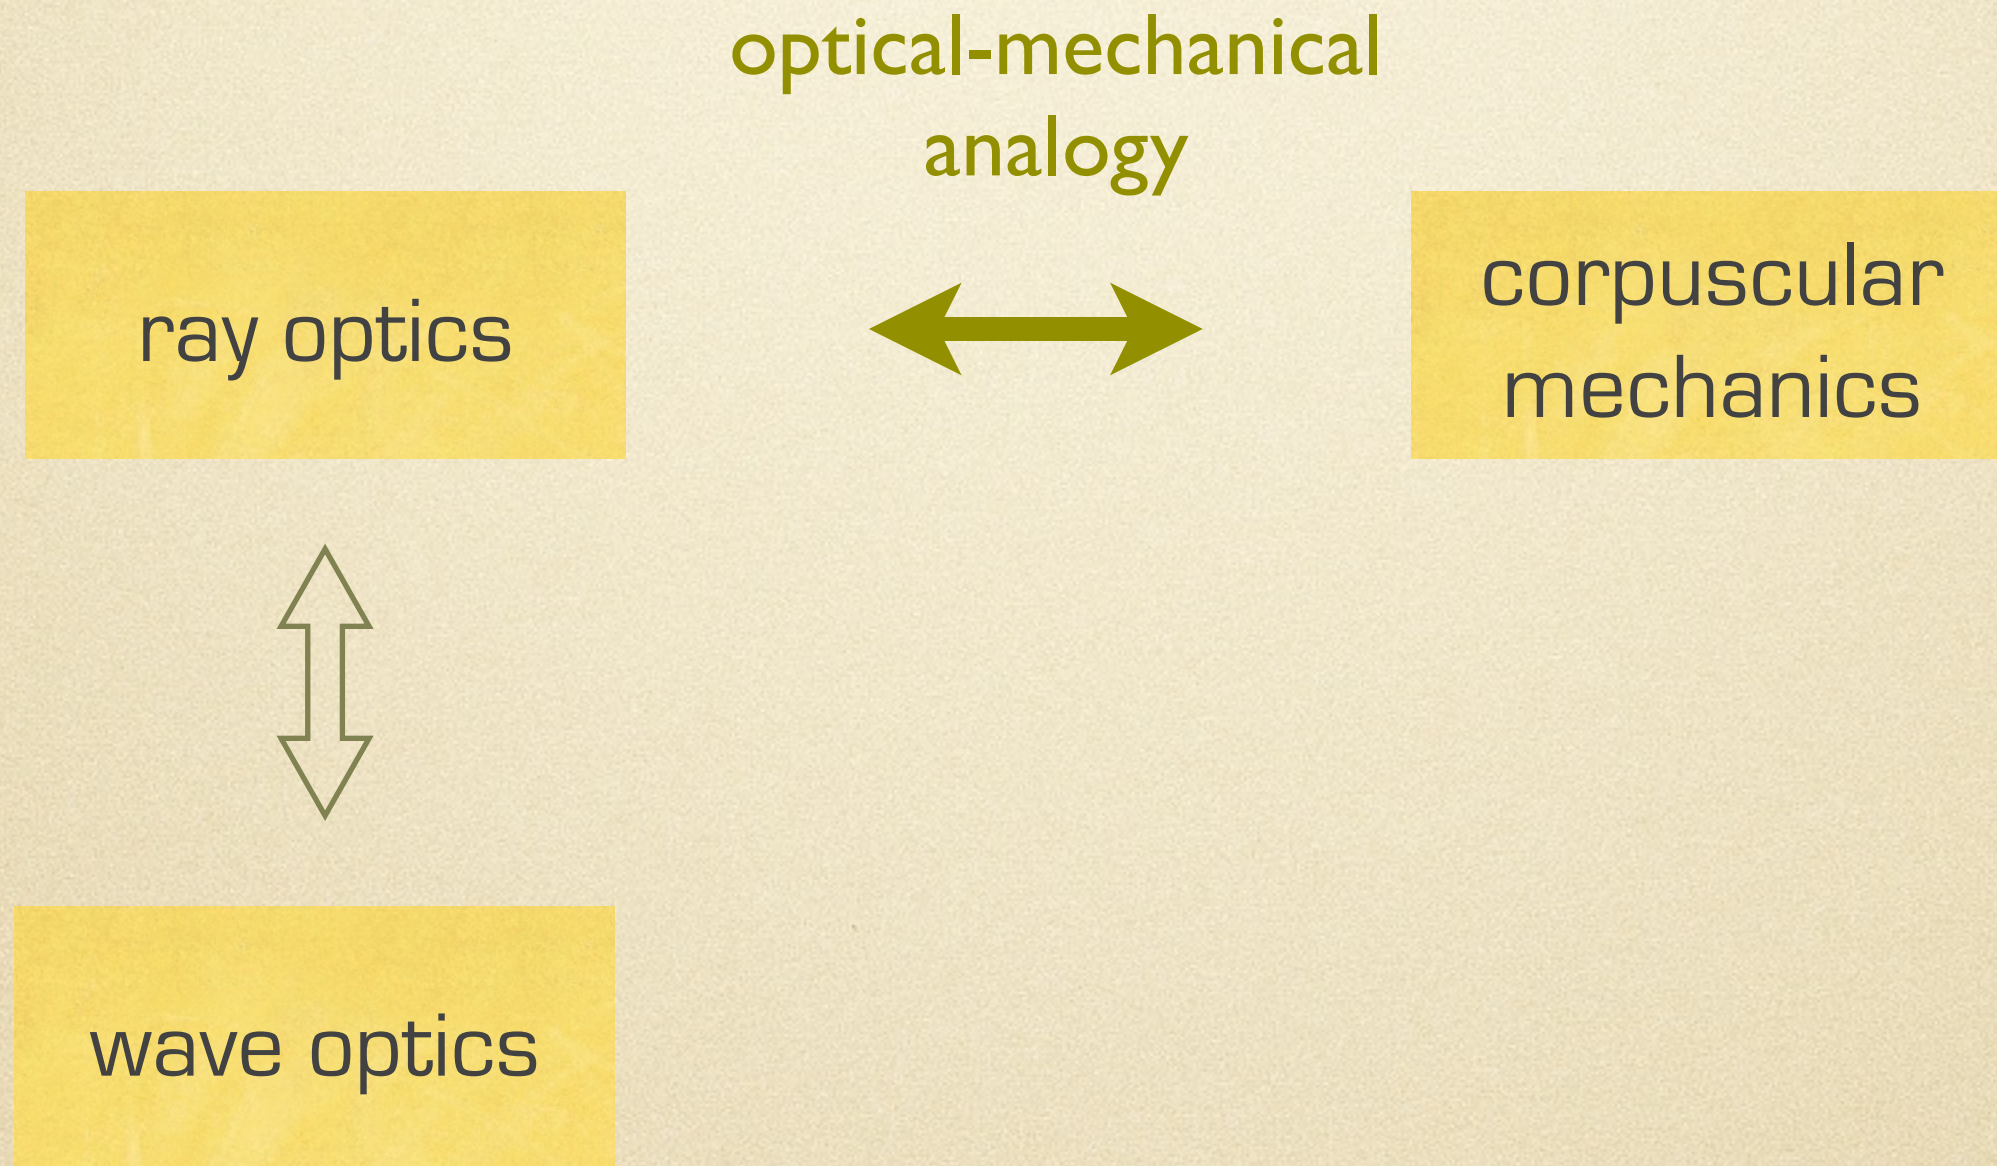 optical-mechanical
analogy
ray optics
corpuscular
mechanics
wave optics